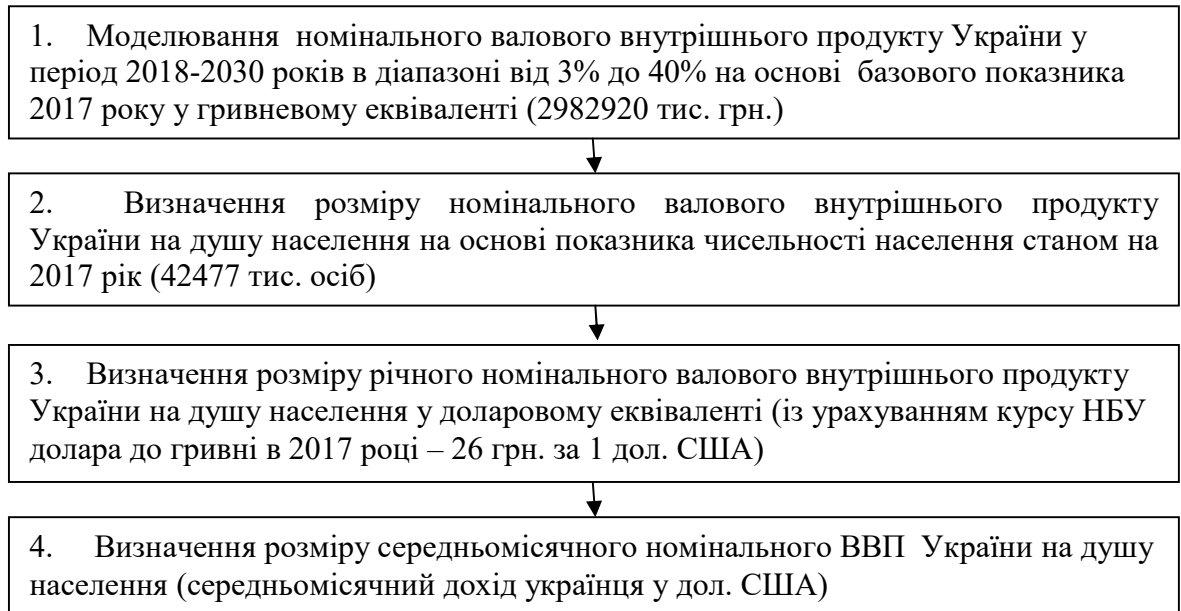 1. Моделювання номінального валового внутрішнього продукту України у
період 2018-2030 років в діапазоні від 3% до 40% на основі базового показника
2017 року у гривневому еквіваленті (2982920 тис. грн.)
2. Визначення розміру номінального валового внутрішнього продукту
України на душу населення на основі показника чисельності населення станом на
2017 рік (42477 тис. осіб)
3. Визначення розміру річного номінального валового внутрішнього продукту
України на душу населення у доларовому еквіваленті (із урахуванням курсу НБУ
долара до гривні в 2017 році – 26 грн. за 1 дол. США)
4. Визначення розміру середньомісячного номінального ВВП України на душу
населення (середньомісячний дохід українця у дол. США)